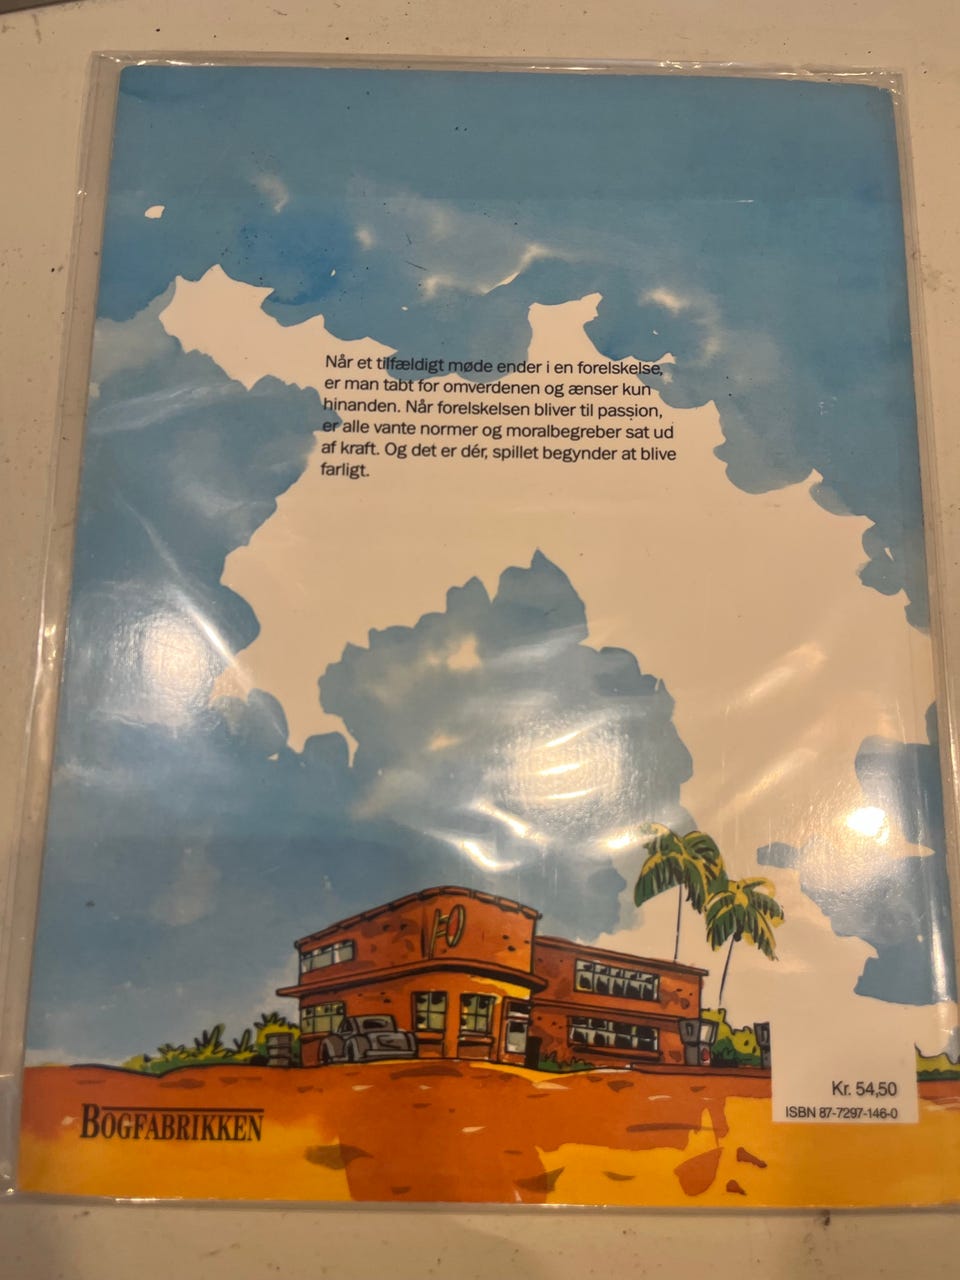 Når et tilfældigt møde ender i en forelskelse,
er man tabt for omverdenen og ænser kun
hinanden. Når forelskelsen bliver til passion,
er alle vante normer og moralbegreber sat ud
af kraft. Og det er dér, spillet begynder at blive
farligt.
Kr. 54,50
ISBN 87-7297-146-0
BOGFABRIKKEN